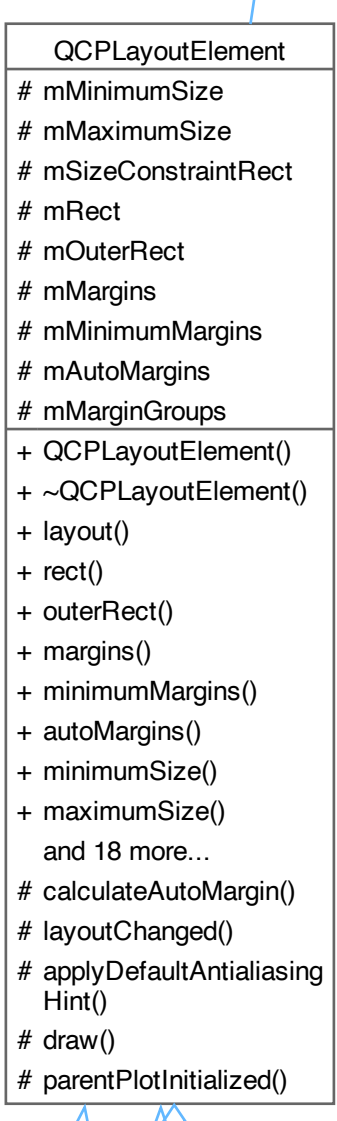 QCPLayoutElement
# mMinimumSize
# mMaximumSize
# mSizeConstraintRect
# mRect
# mOuterRect
# mMargins
# mMinimumMargins
# mAutoMargins
# mMarginGroups
+ QCPLayoutElement()
+ ~QCPLayoutElement()
+ layout()
+ rect()
+ outerRect()
+ margins()
+ minimumMargins()
+ autoMargins()
+ minimumSize()
+ maximumSize()
and 18 more...
# calculateAutoMargin()
# layoutChanged()
# applyDefaultAntialiasing
Hint()
# draw()
# parentPlotInitialized()